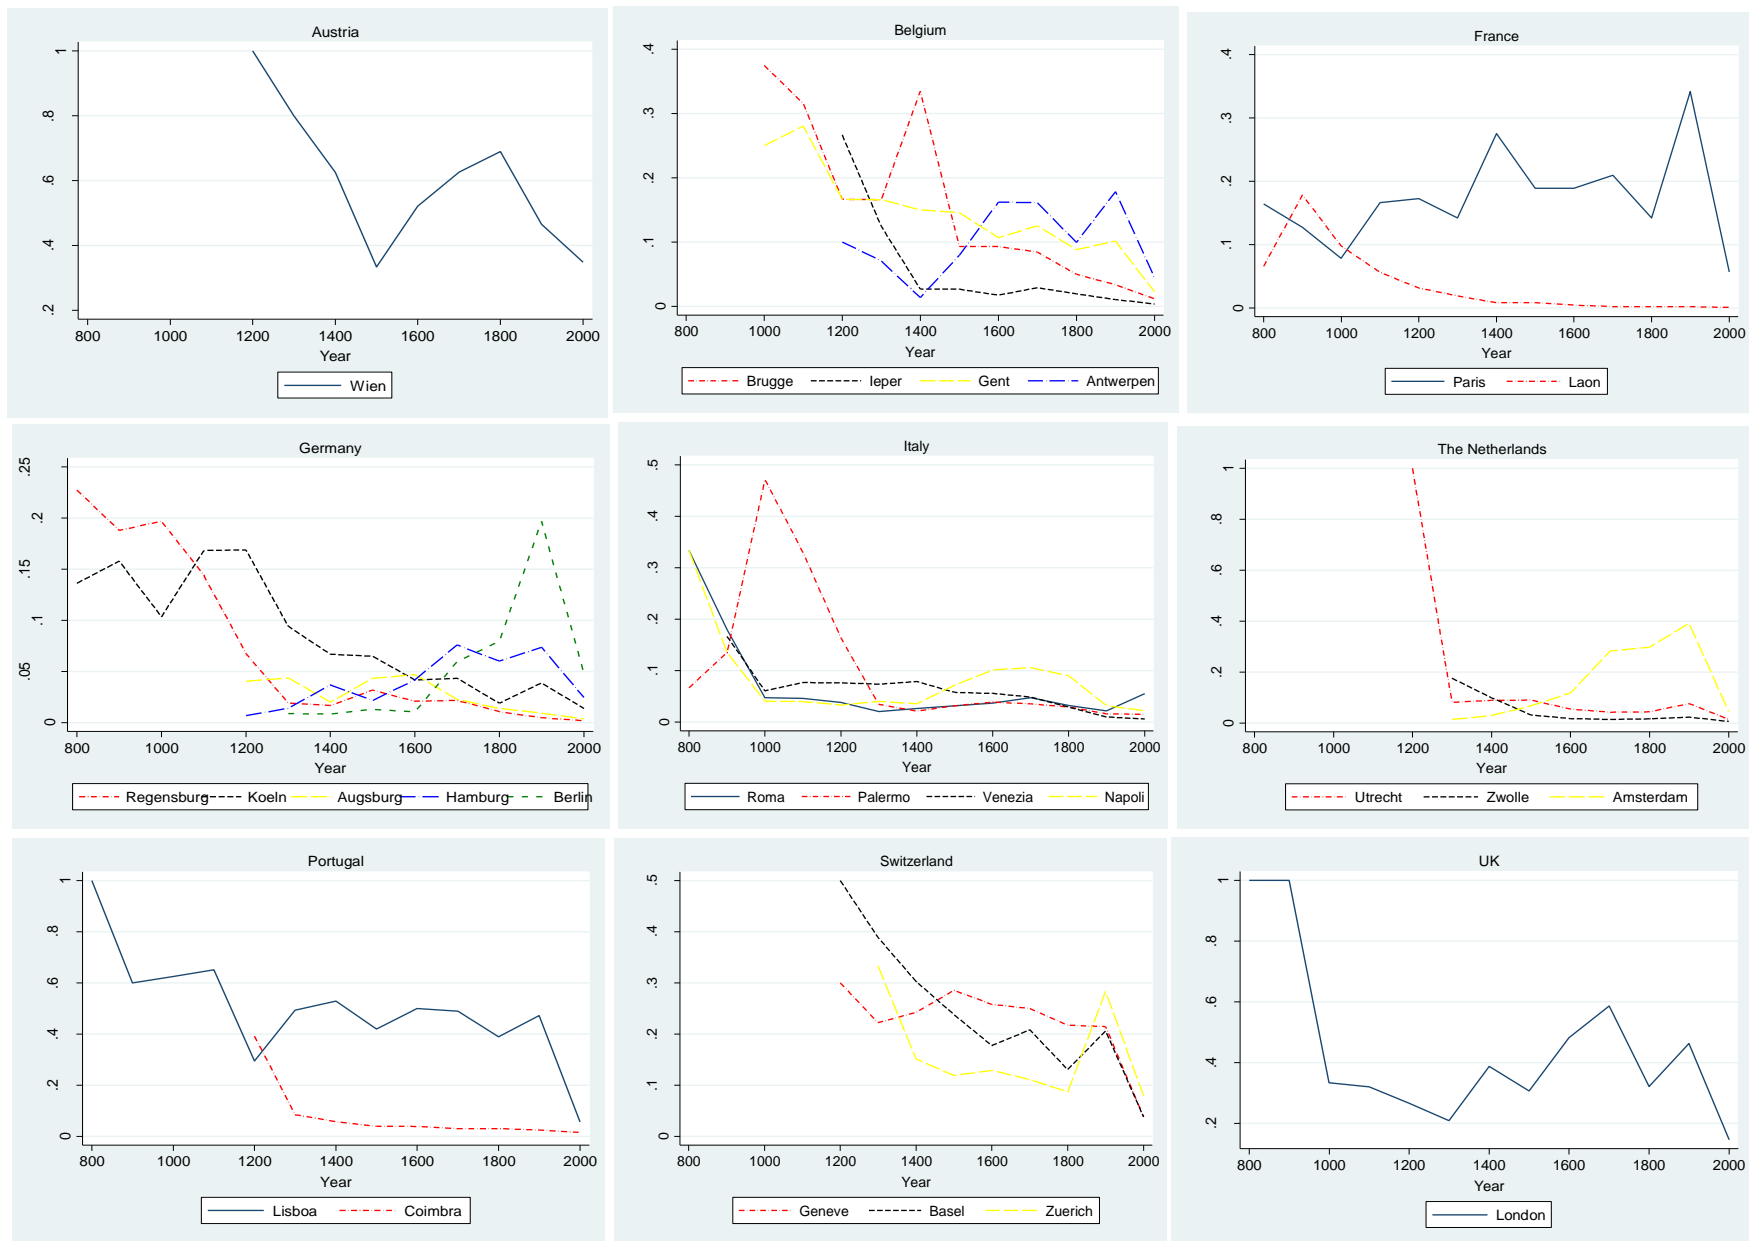 Austria
1
.8
.6
.4
.2
800 1000 1200 1400 1600 1800 2000
Year
Wien
Belgium
.4
.3
.2
.1
0
800 1000 1200 1400 1600 1800 2000
Year
Brugge Ieper Gent Antwerpen
France
.4
.3
.2
.1
0
800 1000 1200 1400 1600 1800 2000
Year
Paris Laon
Germany
.25
.2
.15
.1
.05
0
800 1000 1200 1400 1600 1800 2000
Year
Regensburg Koeln Augsburg Hamburg Berlin
Italy
.5
.4
.3
.2
.1
0
800 1000 1200 1400 1600 1800 2000
Year
Roma Palermo Venezia Napoli
The Netherlands
1
.8
.6
.4
.2
0
800 1000 1200 1400 1600 1800 2000
Year
Utrecht Zwolle Amsterdam
Portugal
1
.8
.6
.4
.2
0
800 1000 1200 1400 1600 1800 2000
Year
Lisboa Coimbra
Switzerland
.5
.4
.3
.2
.1
0
800 1000 1200 1400 1600 1800 2000
Year
Geneve Basel Zuerich
UK
1
.8
.6
.4
.2
800 1000 1200 1400 1600 1800 2000
Year
London